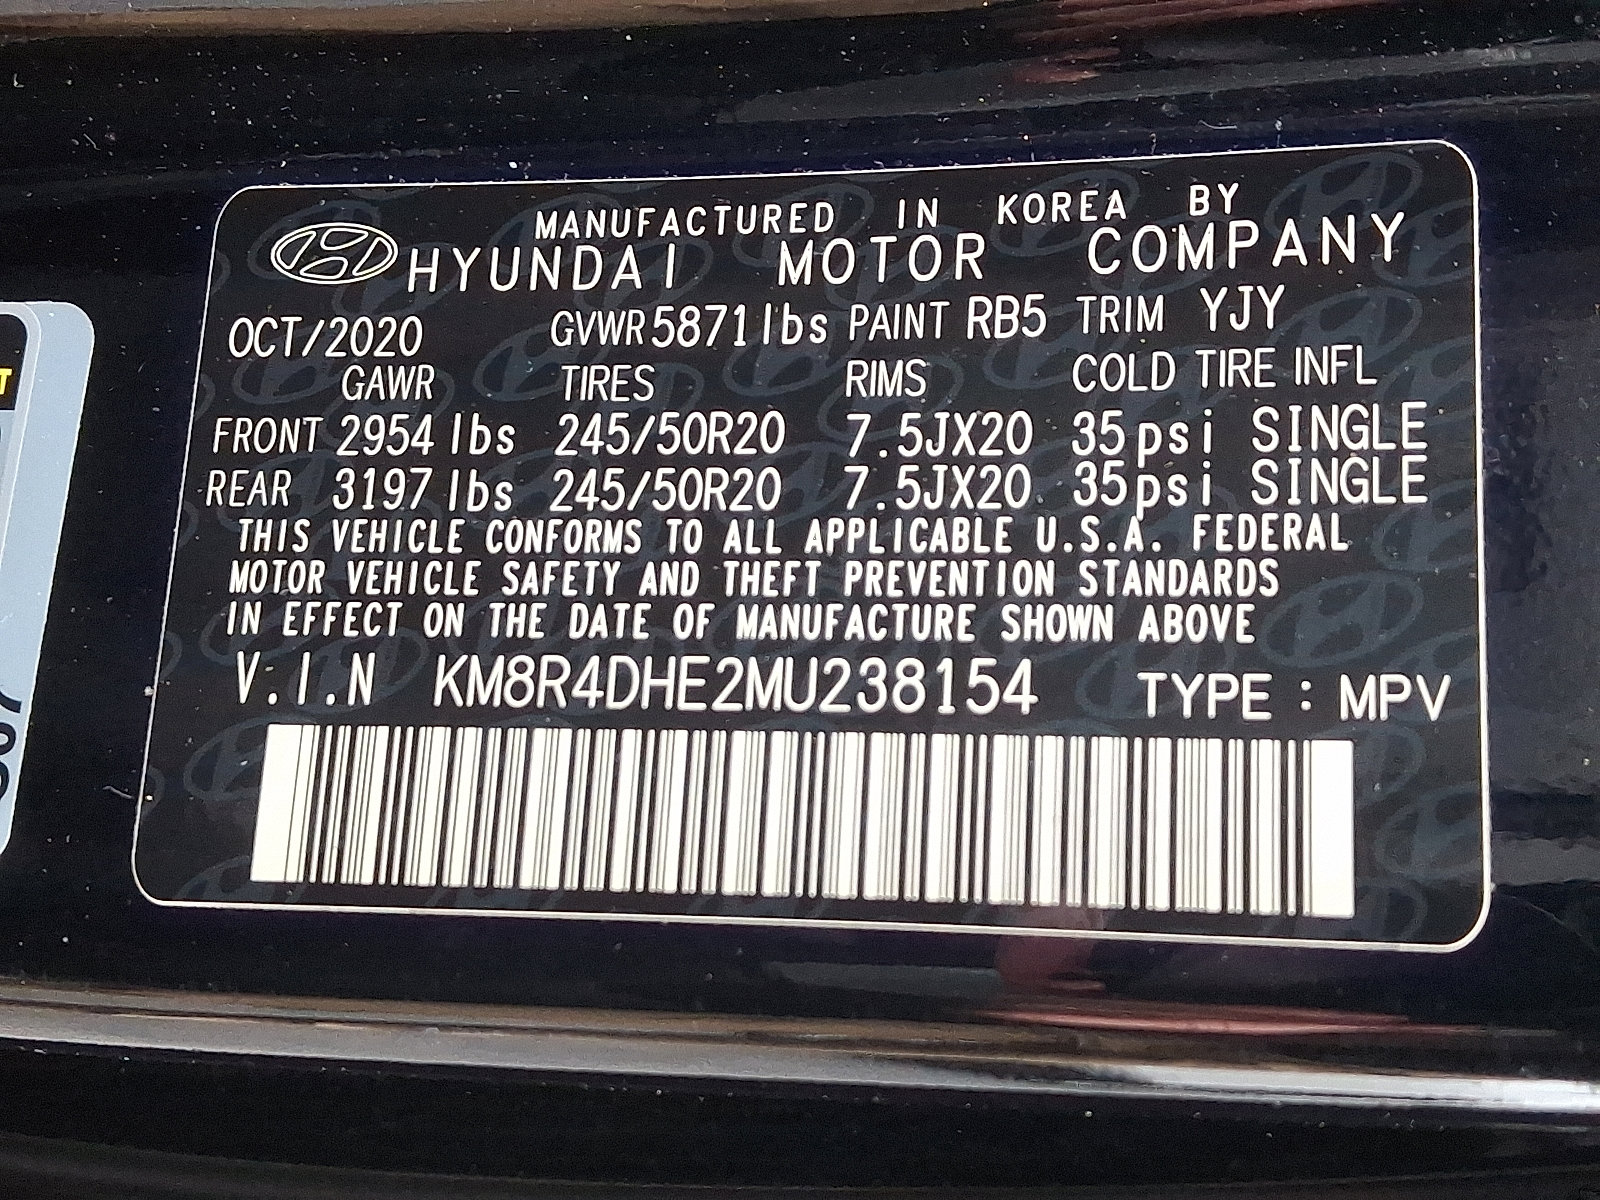 MANUFACTURED IN KOREA BY
HYUNDAI MOTOR COMPANY
OCT/2020 GVWR 5871 lbs PAINT RB5 TRIM YJY
GAWR TIRES RIMS COLD TIRE INFL
FRONT 2954 lbs 245/50R20 7.5JX20 35psi SINGLE
REAR 3197 lbs 245/50R20 7.5JX20 35psi SINGLE
THIS VEHICLE CONFORMS TO ALL APPLICABLE U.S.A. FEDERAL
MOTOR VEHICLE SAFETY AND THEFT PREVENTION STANDARDS
IN EFFECT ON THE DATE OF MANUFACTURE SHOWN ABOVE
V.I.N KM8R4DHE2MU238154 TYPE : MPV